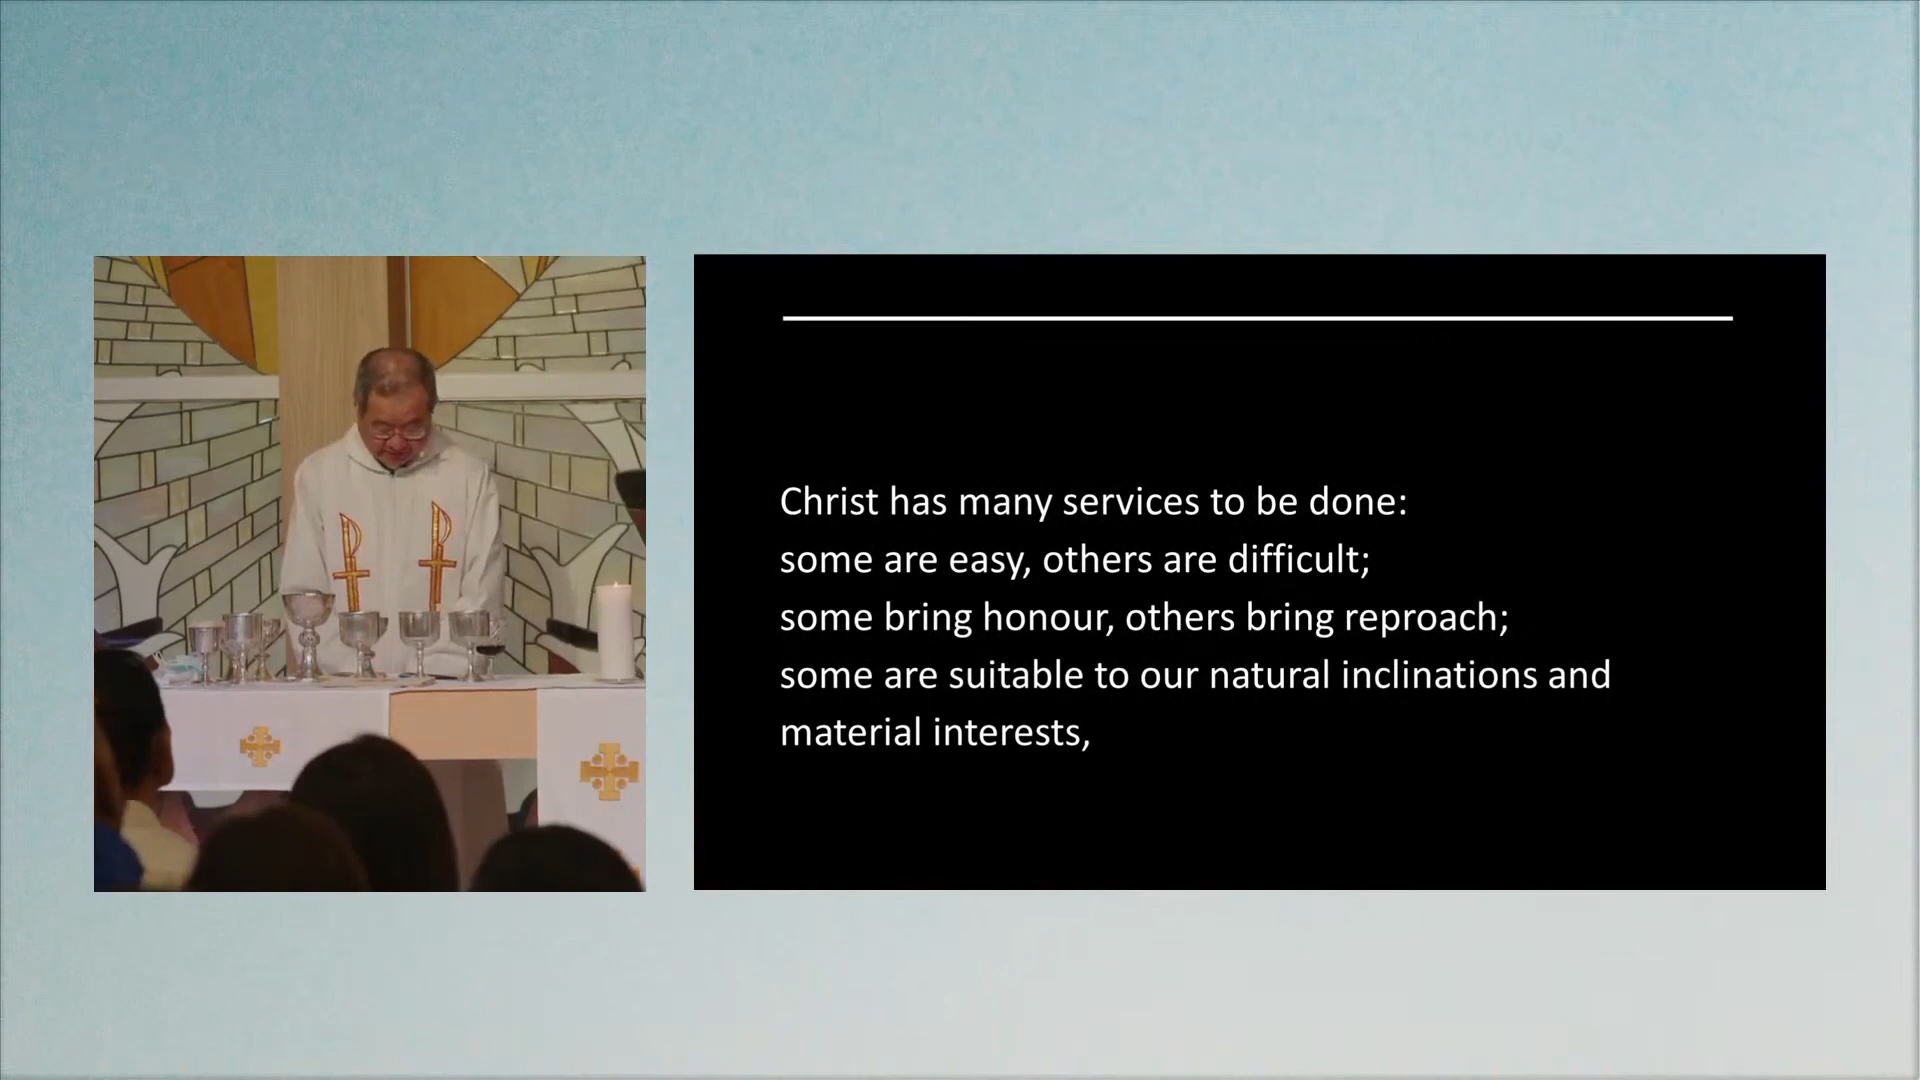 Christ has many services to be done:
some are easy, others are difficult;
some bring honour, others bring reproach;
some are suitable to our natural inclinations and
material interests,